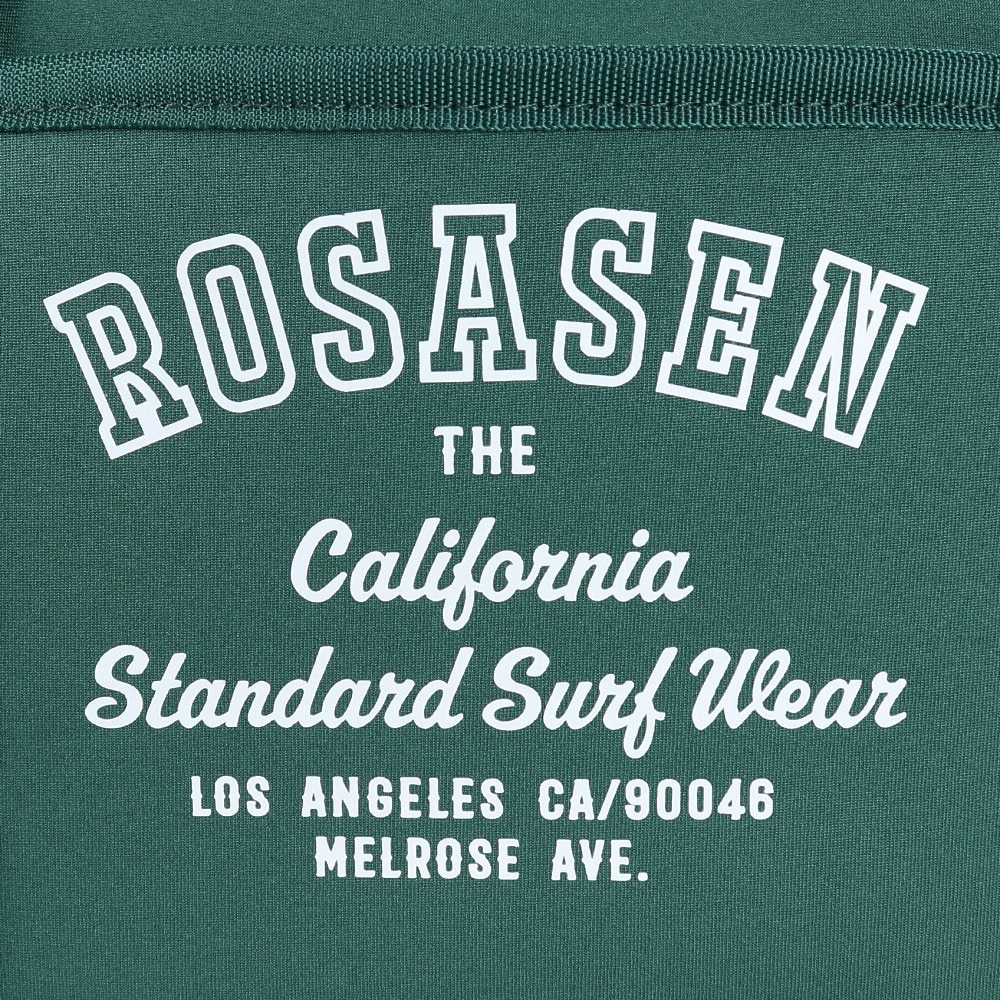 ROSASEN
THE
California
Standard Surf Wear
LOS ANGELES CA/90046
MELROSE AVE.